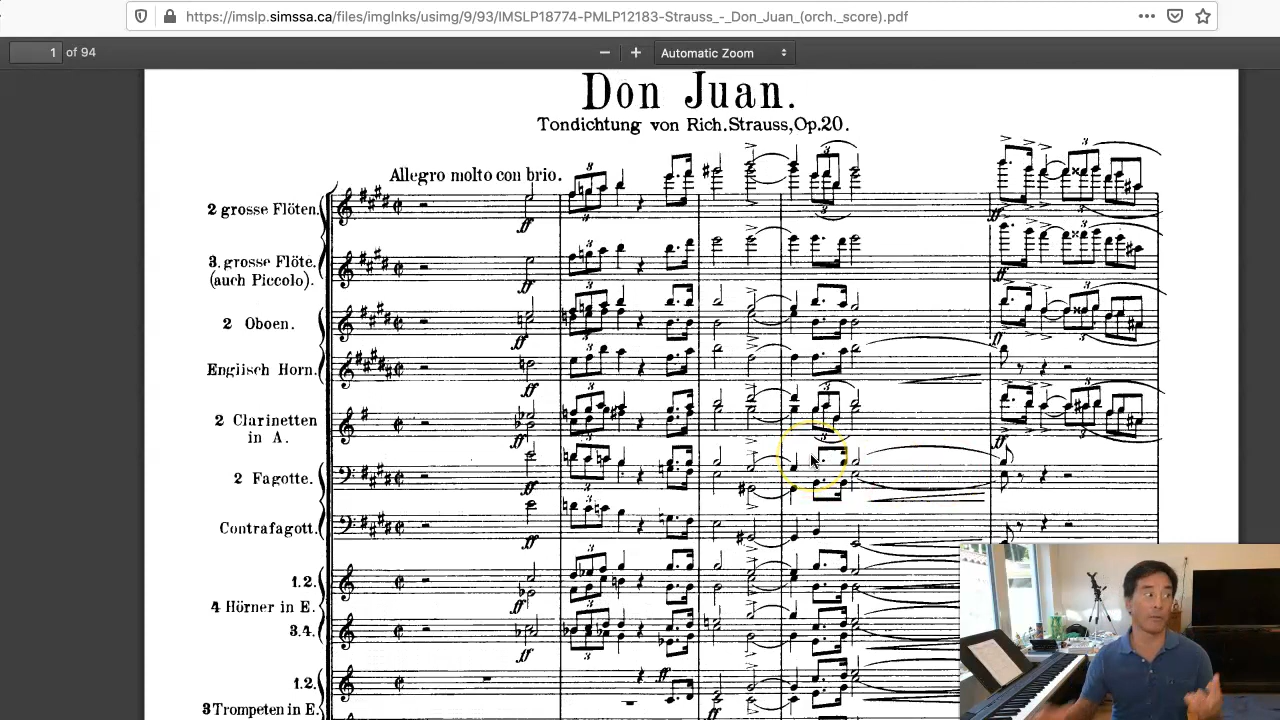 https://imslp.simssa.ca/files/imglnks/usimg/9/93/IMSLP18774-PMLP12183-Strauss_-_Don_Juan_(orch._score).pdf
1 of 94
Automatic Zoom
Don Juan.
Tondichtung von Rich. Strauss, Op. 20.
Allegro molto con brio.
2 grosse Flöten.
3. grosse Flöte.
(auch Piccolo).
2 Oboen.
Englisch Horn.
2 Clarinetten
in A.
2 Fagotte.
Contrafagott.
1.2.
4 Hörner in E.
3.4.
1.2.
3 Trompeten in E.